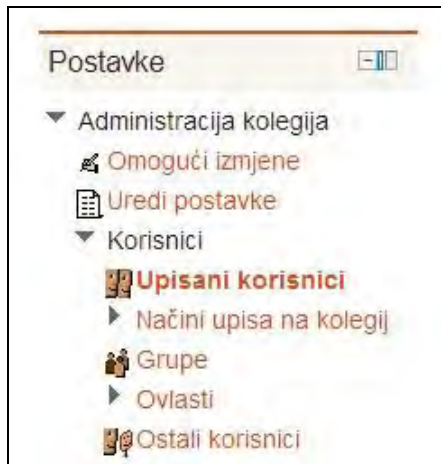 Postavke
Administracija kolegija
Omogući izmjene
Uredi postavke
Korisnici
Upisani korisnici
Načini upisa na kolegij
Grupe
Ovlasti
Ostali korisnici